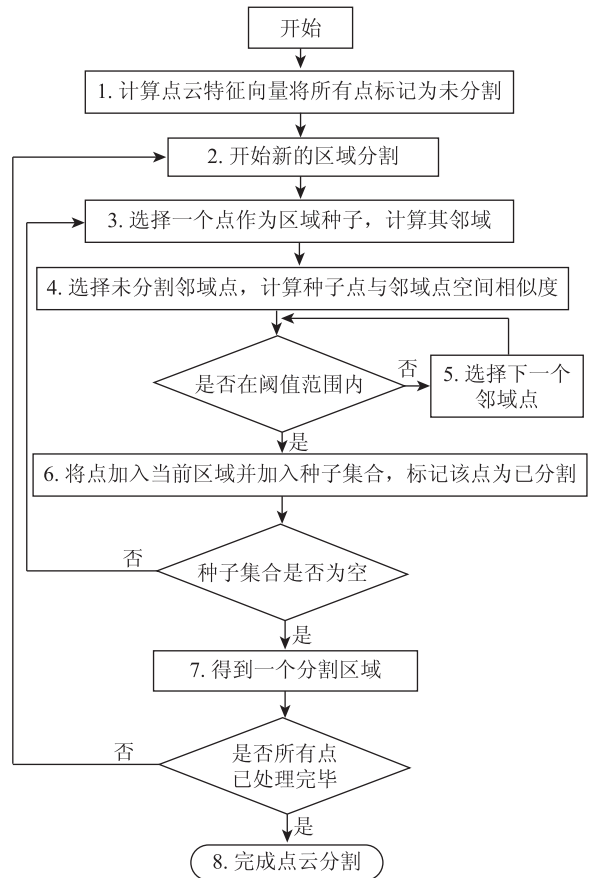 开始
1. 计算点云特征向量将所有点标记为未分割
2. 开始新的区域分割
3. 选择一个点作为区域种子，计算其邻域
4. 选择未分割邻域点，计算种子点与邻域点空间相似度
是否在阈值范围内
否
5. 选择下一个
邻域点
是
6. 将点加入当前区域并加入种子集合，标记该点为已分割
否
种子集合是否为空
是
7. 得到一个分割区域
否
是否所有点
已处理完毕
是
8. 完成点云分割